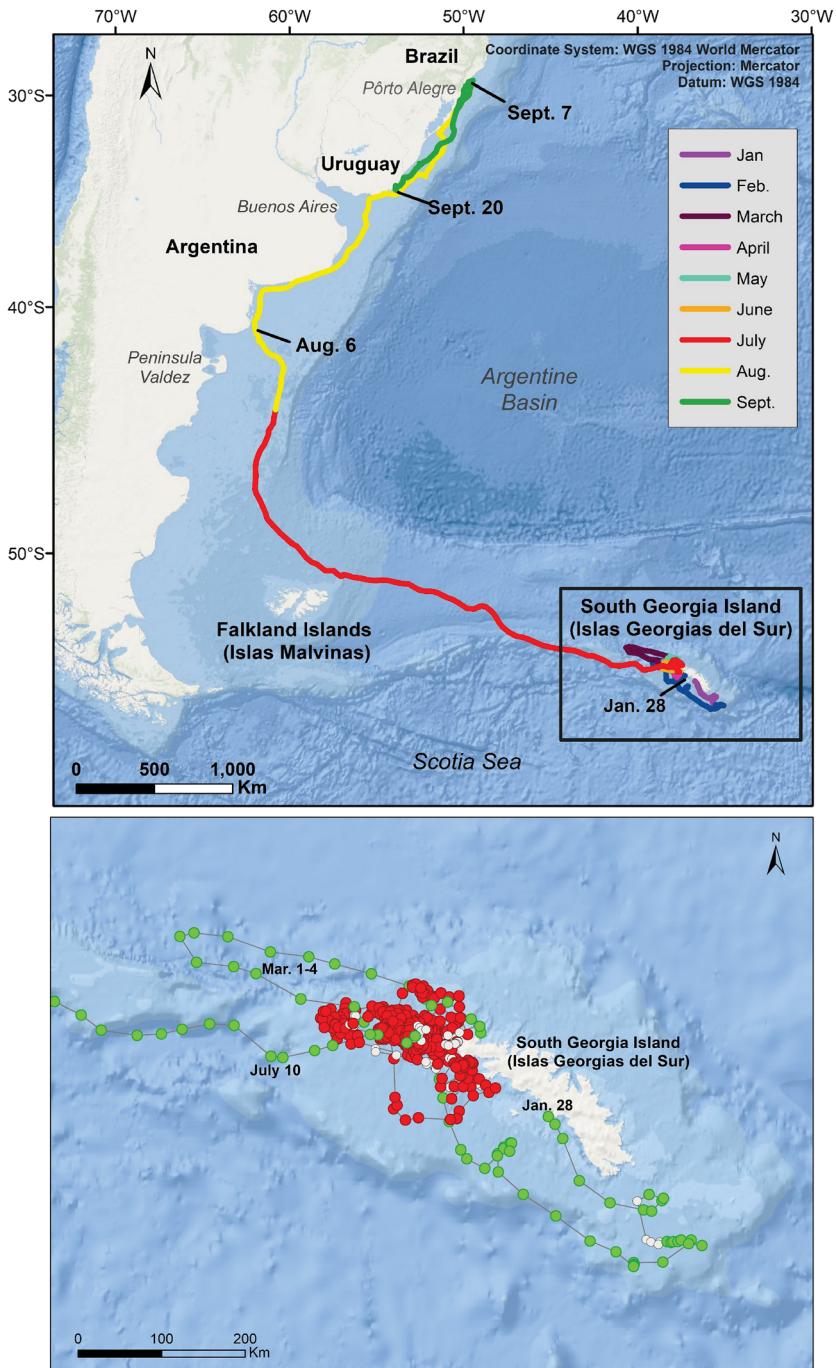 70°W
60°W
50°W
40°W
30°W
N
Brazil
Coordinate System: WGS 1984 World Mercator
Projection: Mercator
Datum: WGS 1984
Pôrto Alegre
30°S
Sept. 7
Uruguay
Jan
Feb.
March
April
May
June
July
Aug.
Sept.
Buenos Aires
Sept. 20
Argentina
40°S
Aug. 6
Peninsula
Valdez
Argentine
Basin
50°S
Falkland Islands
(Islas Malvinas)
South Georgia Island
(Islas Georgias del Sur)
Jan. 28
Scotia Sea
0 500 1,000
Km
N
Mar. 1-4
South Georgia Island
(Islas Georgias del Sur)
July 10
Jan. 28
0 100 200
Km